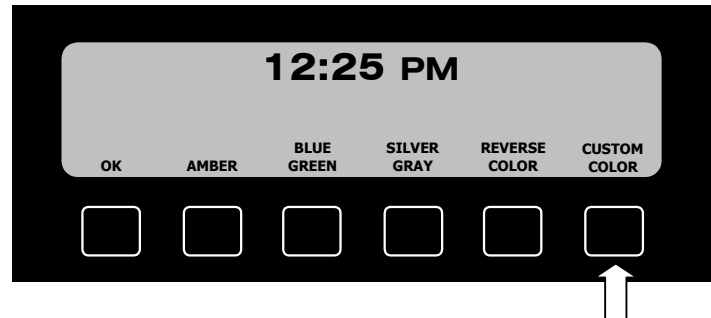 12:25 PM
OK AMBER BLUE GREEN SILVER GRAY REVERSE COLOR CUSTOM COLOR